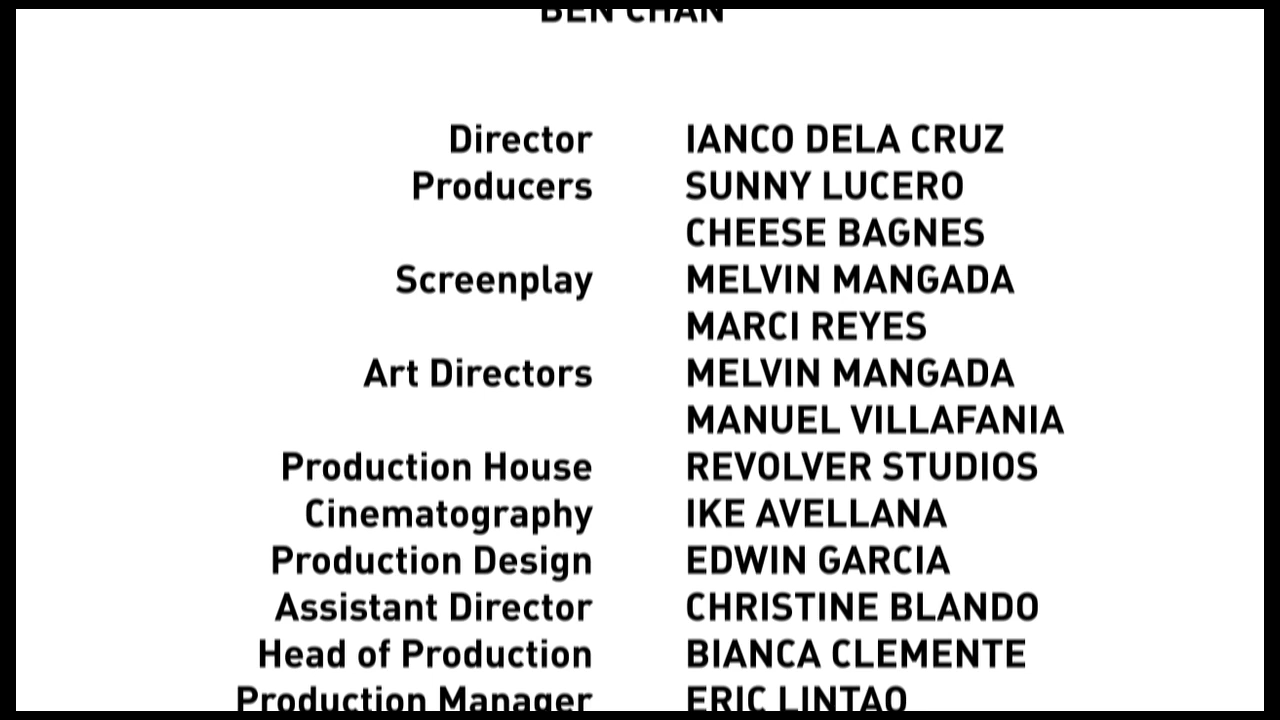 BEN CHAN
Director IANCO DELA CRUZ
Producers SUNNY LUCERO
CHEESE BAGNES
Screenplay MELVIN MANGADA
MARCI REYES
Art Directors MELVIN MANGADA
MANUEL VILLAFANIA
Production House REVOLVER STUDIOS
Cinematography IKE AVELLANA
Production Design EDWIN GARCIA
Assistant Director CHRISTINE BLANDO
Head of Production BIANCA CLEMENTE
Production Manager ERIC LINTAO